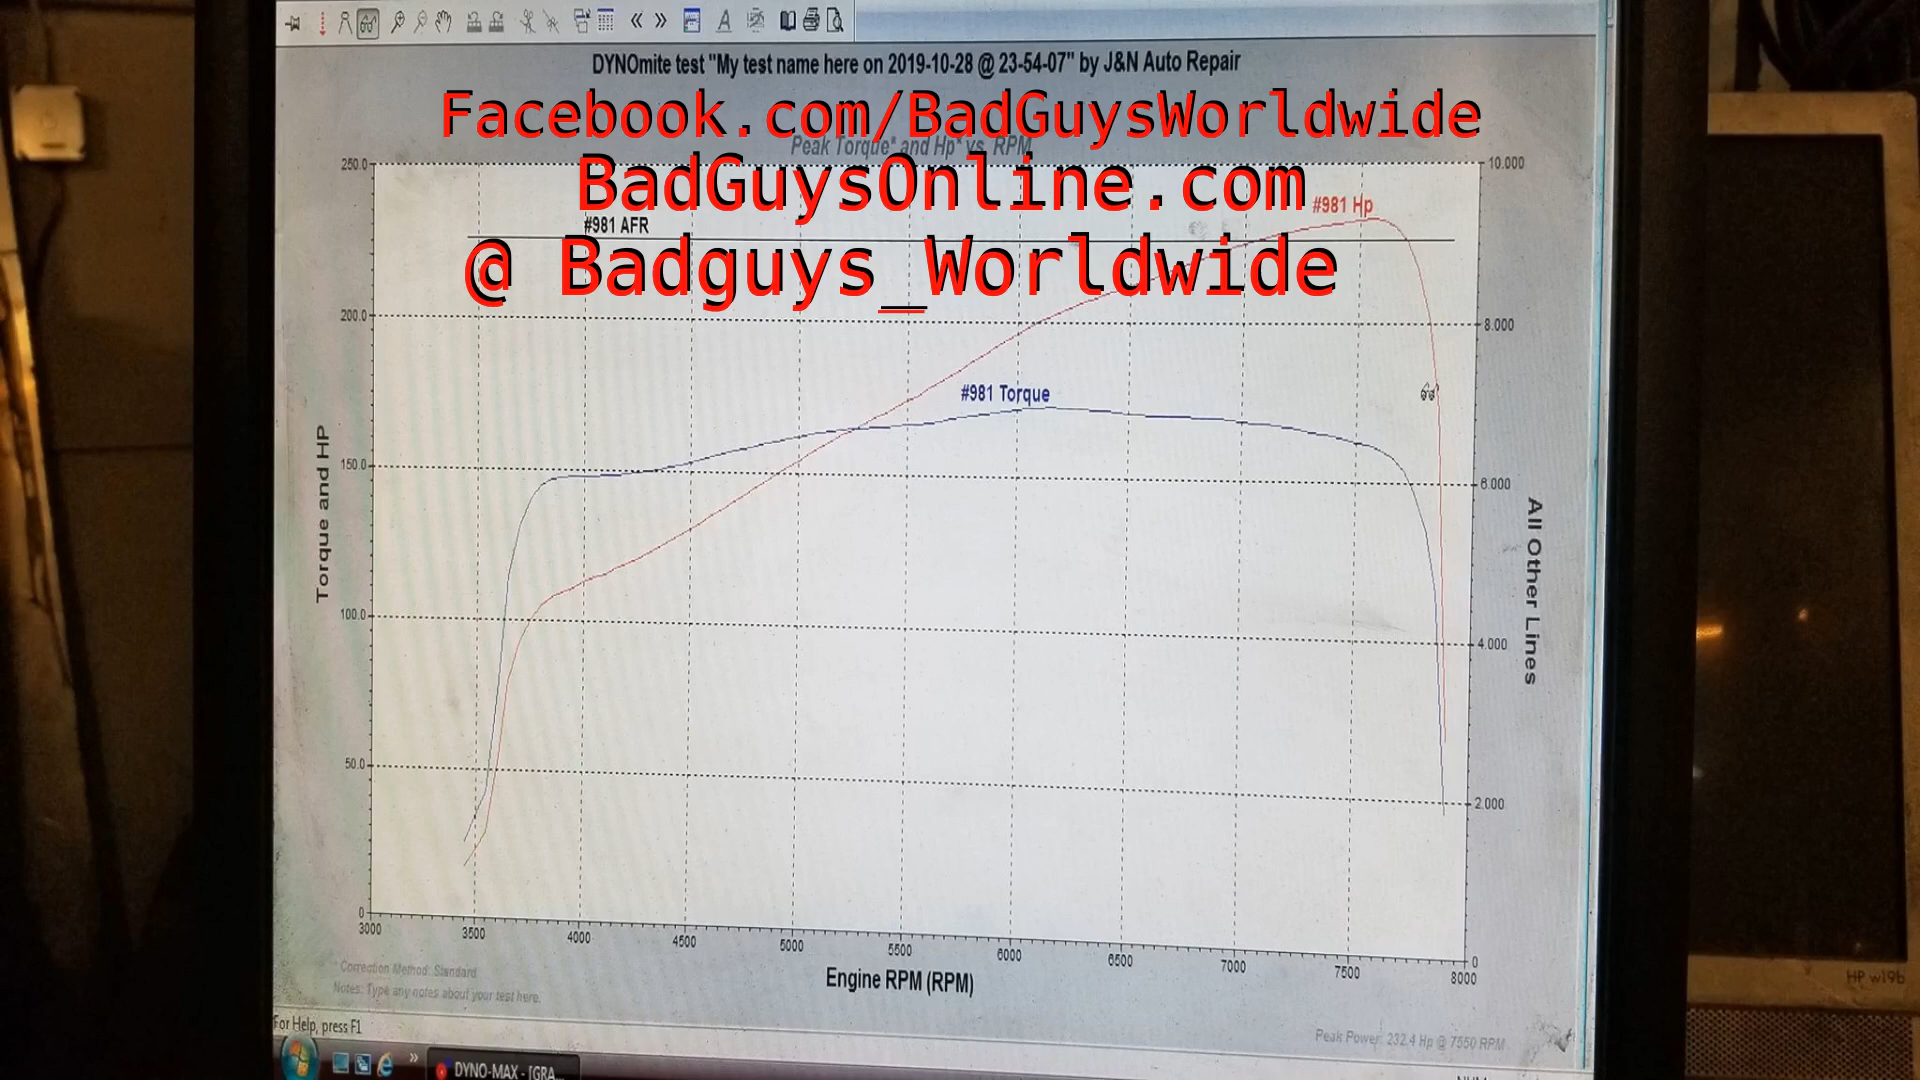 DYNOmite test "My test name here on 2019-10-28 @ 23-54-07" by J&N Auto Repair
Facebook.com/BadGuysWorldwide
Peak Torque* and Hp* vs. RPM
BadGuysOnline.com
@ Badguys_Worldwide
#981 AFR
#981 Hp
#981 Torque
Torque and HP
250.0
200.0
150.0
100.0
50.0
0
All Other Lines
10.000
8.000
6.000
4.000
2.000
0
3000 3500 4000 4500 5000 5500 6000 6500 7000 7500 8000
Engine RPM (RPM)
* Correction Method: Standard
Notes: Type any notes about your test here.
Peak Power: 232.4 Hp @ 7550 RPM
For Help, press F1
DYNO-MAX - [GRA...
HP w19b